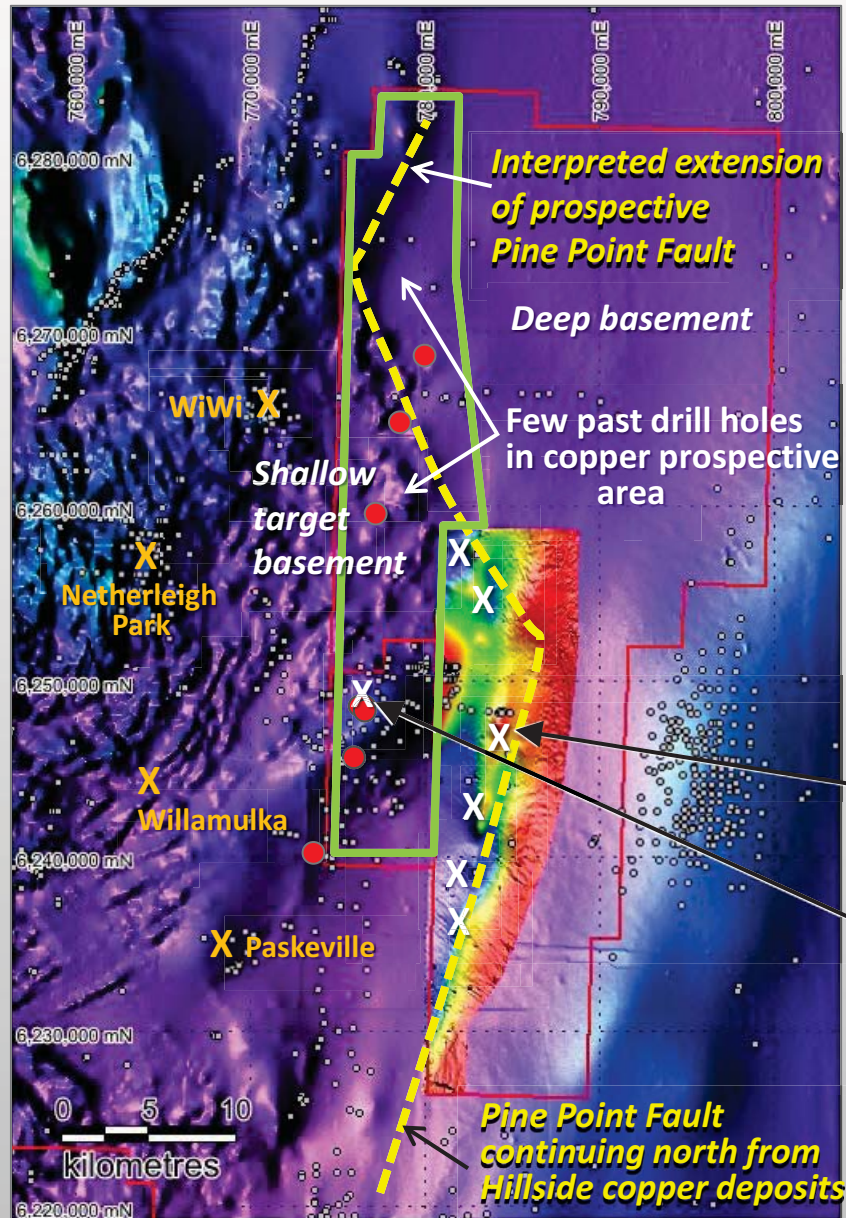 760,000 mE
770,000 mE
780,000 mE
790,000 mE
800,000 mE
6,280,000 mN
Interpreted extension
of prospective
Pine Point Fault
Deep basement
6,270,000 mN
WiWi X
Few past drill holes
in copper prospective
area
Shallow
target
basement
6,260,000 mN
X
X
Netherleigh
Park
X
6,250,000 mN
X
X
X
Willamulka
X
6,240,000 mN
X
X
X Paskeville
6,230,000 mN
0 5 10
kilometres
Pine Point Fault
continuing north from
Hillside copper deposits
6,220,000 mN